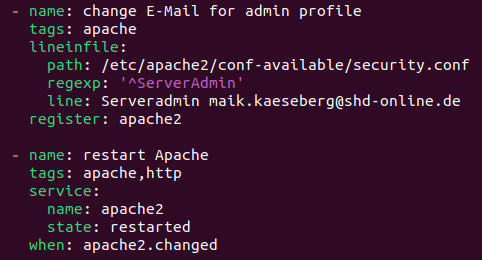 - name: change E-Mail for admin profile
  tags: apache
  lineinfile:
    path: /etc/apache2/conf-available/security.conf
    regexp: '^ServerAdmin'
    line: Serveradmin maik.kaeseberg@shd-online.de
  register: apache2

- name: restart Apache
  tags: apache,http
  service:
    name: apache2
    state: restarted
  when: apache2.changed